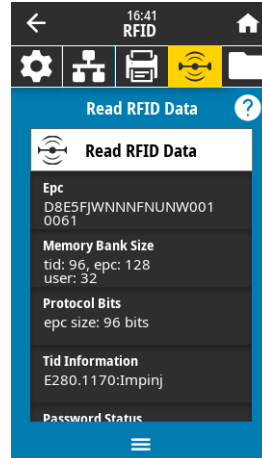 16:41
RFID
Read RFID Data
?
Read RFID Data
Epc
D8E5FJWNNNFNUNW001
0061
Memory Bank Size
tid: 96, epc: 128
user: 32
Protocol Bits
epc size: 96 bits
Tid Information
E280.1170:Impinj
Password Status